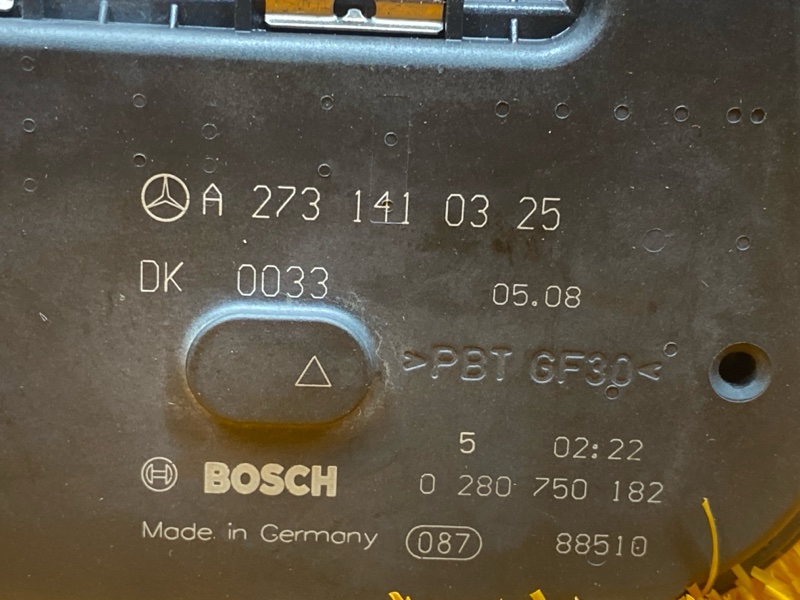 A 273 141 03 25
DK 0033 05.08
>PBT GF30<
5 02:22
BOSCH 0 280 750 182
Made in Germany 087 88510